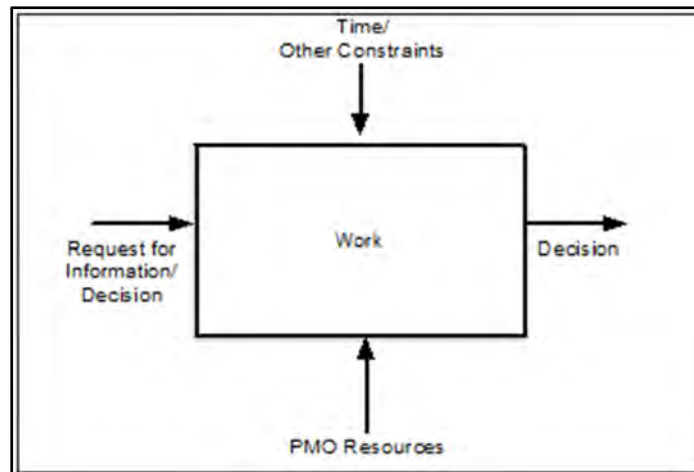 Time/
Other Constraints
Work
Request for
Information/
Decision
Decision
PMO Resources